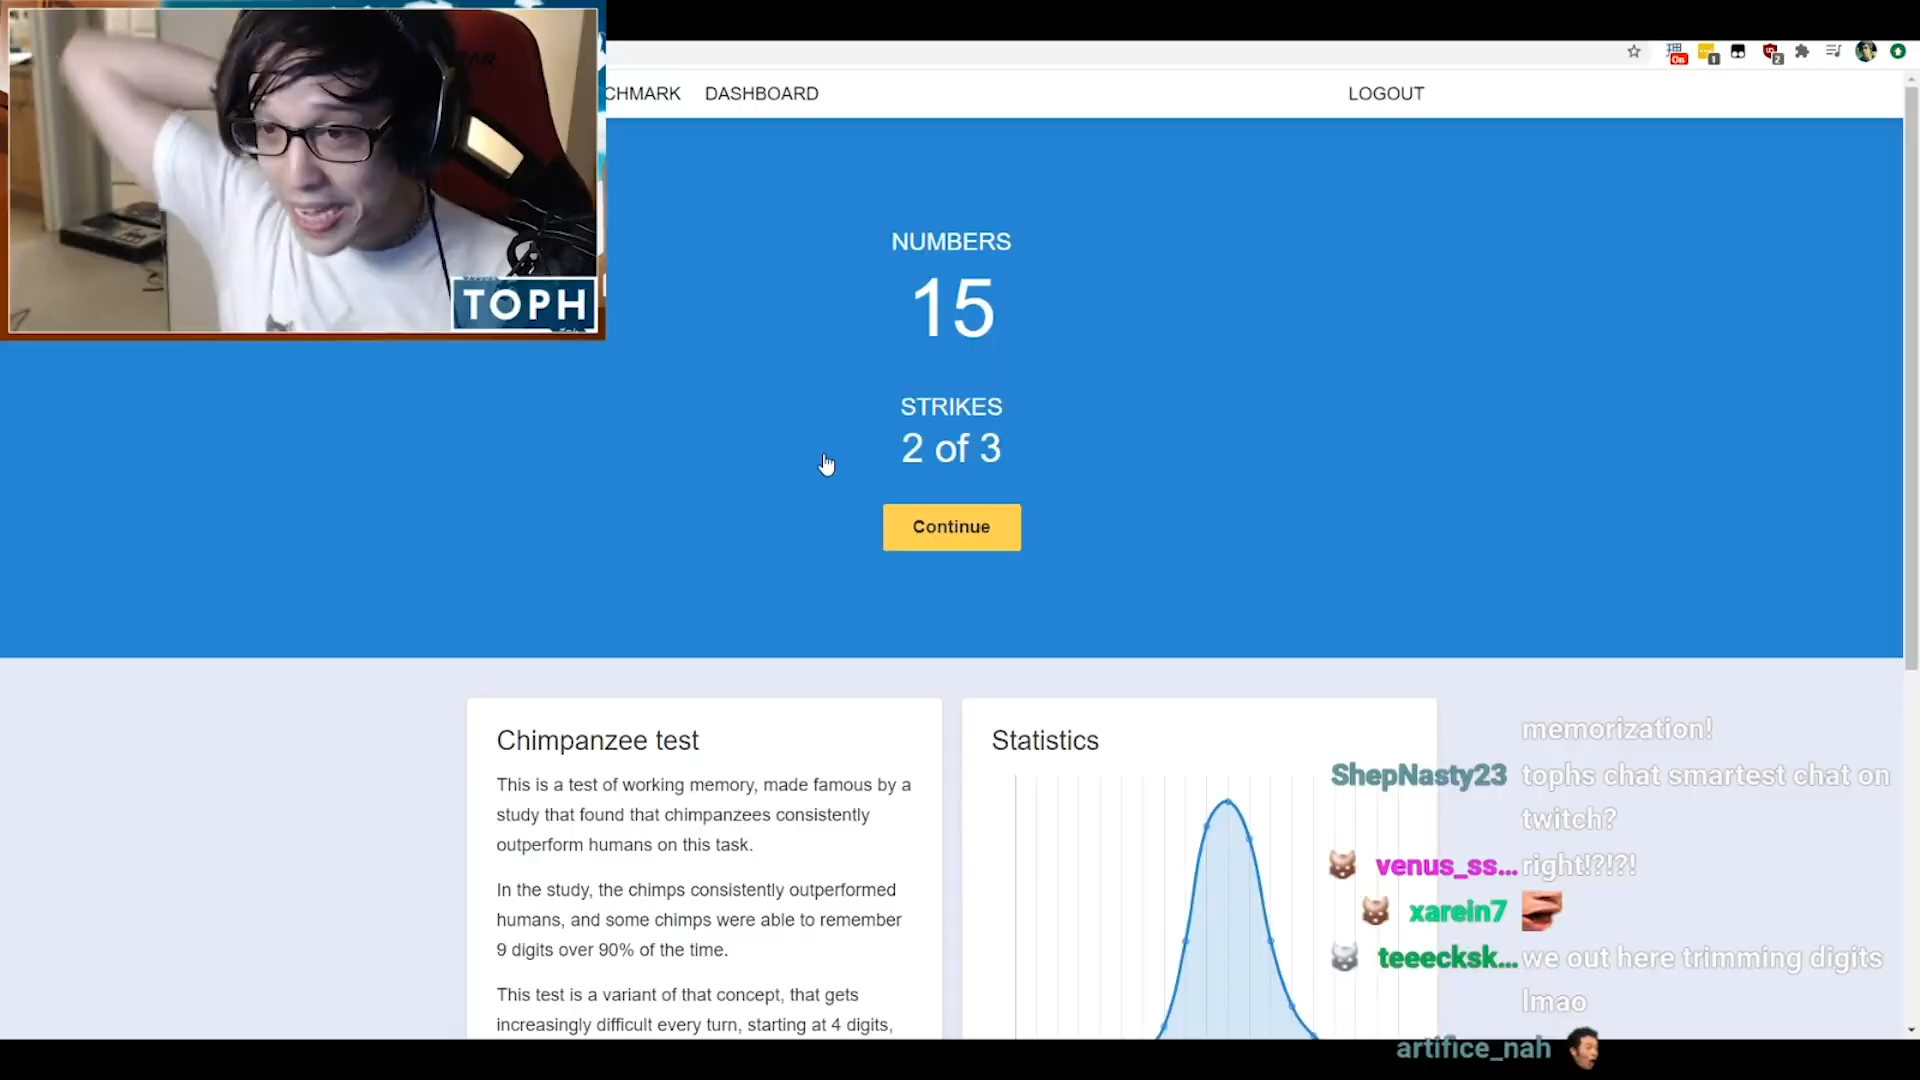 CHMARK DASHBOARD LOGOUT
TOPH
NUMBERS
15
STRIKES
2 of 3
Continue
Chimpanzee test
This is a test of working memory, made famous by a
study that found that chimpanzees consistently
outperform humans on this task.
In the study, the chimps consistently outperformed
humans, and some chimps were able to remember
9 digits over 90% of the time.
This test is a variant of that concept, that gets
increasingly difficult every turn, starting at 4 digits,
Statistics
memorization!
ShepNasty23 tophs chat smartest chat on
twitch?
venus_ss... right!?!?!
xarein7
teeecksk... we out here trimming digits
lmao
artifice_nah